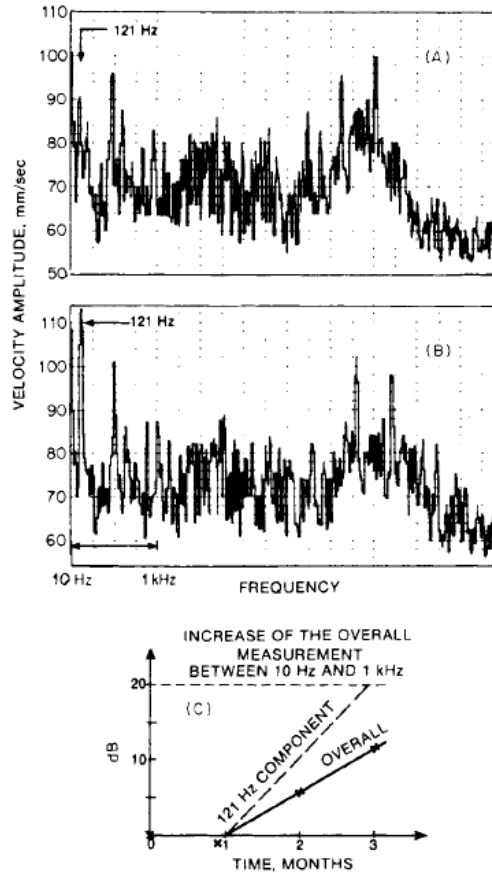 110
121 Hz
100
(A)
90
80
70
60
50
VELOCITY AMPLITUDE, mm/sec
110
121 Hz
100
(B)
90
80
70
60
10 Hz
1 kHz
FREQUENCY
INCREASE OF THE OVERALL
MEASUREMENT
BETWEEN 10 Hz AND 1 kHz
20
(C)
121 Hz COMPONENT
OVERALL
dB
10
0
1
2
3
TIME, MONTHS